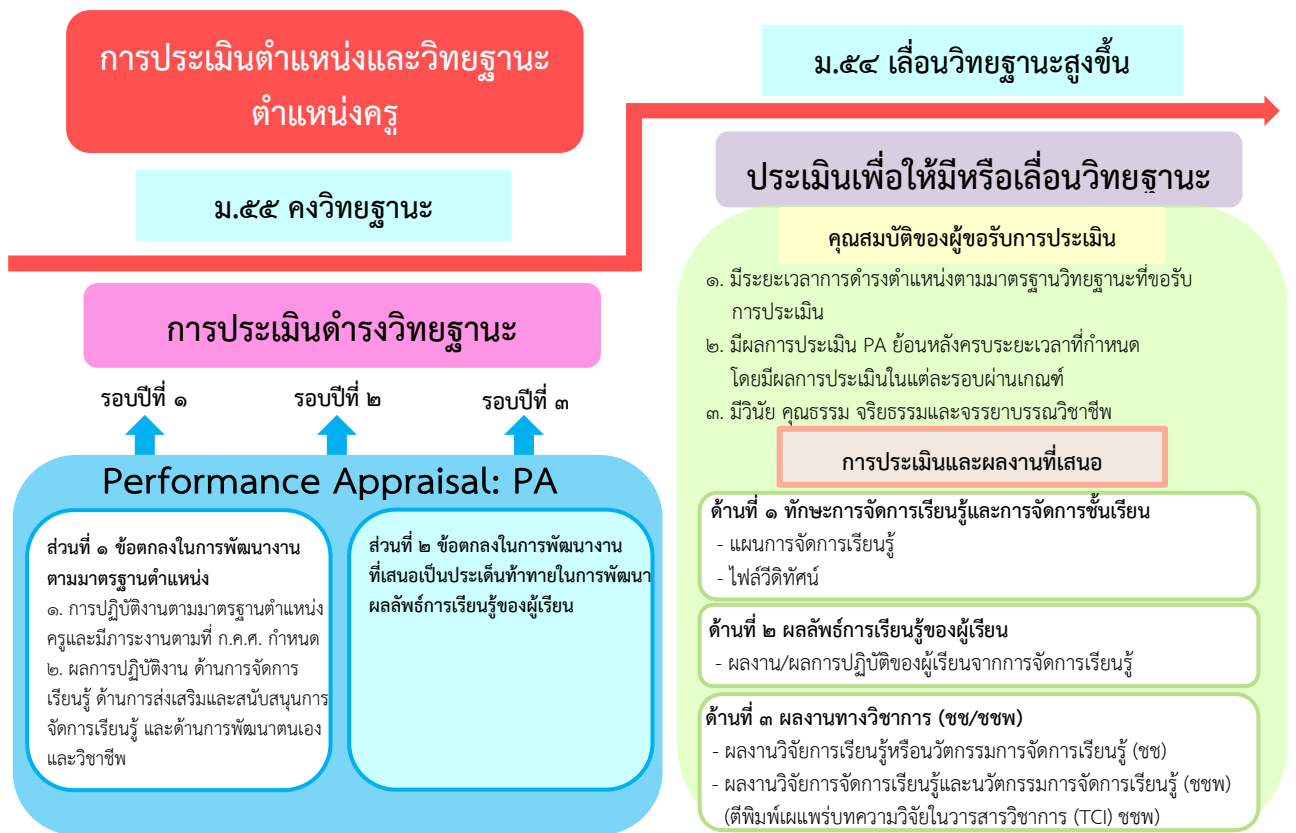 การประเมินตำแหน่งและวิทยฐานะ
ตำแหน่งครู
ม.๕๕ คงวิทยฐานะ
การประเมินดำรงวิทยฐานะ
รอบปีที่ ๑
รอบปีที่ ๒
รอบปีที่ ๓
Performance Appraisal: PA
ส่วนที่ ๑ ข้อตกลงในการพัฒนางาน
ตามมาตรฐานตำแหน่ง
๑. การปฏิบัติงานตามมาตรฐานตำแหน่ง
ครูและมีภาระงานตามที่ ก.ค.ศ. กำหนด
๒. ผลการปฏิบัติงาน ด้านการจัดการ
เรียนรู้ ด้านการส่งเสริมและสนับสนุนการ
จัดการเรียนรู้ และด้านการพัฒนาตนเอง
และวิชาชีพ
ส่วนที่ ๒ ข้อตกลงในการพัฒนางาน
ที่เสนอเป็นประเด็นท้าทายในการพัฒนา
ผลลัพธ์การเรียนรู้ของผู้เรียน
ม.๕๔ เลื่อนวิทยฐานะสูงขึ้น
ประเมินเพื่อให้มีหรือเลื่อนวิทยฐานะ
คุณสมบัติของผู้ขอรับการประเมิน
๑. มีระยะเวลาการดำรงตำแหน่งตามมาตรฐานวิทยฐานะที่ขอรับ
การประเมิน
๒. มีผลการประเมิน PA ย้อนหลังครบระยะเวลาที่กำหนด
โดยมีผลการประเมินในแต่ละรอบผ่านเกณฑ์
๓. มีวินัย คุณธรรม จริยธรรมและจรรยาบรรณวิชาชีพ
การประเมินและผลงานที่เสนอ
ด้านที่ ๑ ทักษะการจัดการเรียนรู้และการจัดการชั้นเรียน
- แผนการจัดการเรียนรู้
- ไฟล์วีดิทัศน์
ด้านที่ ๒ ผลลัพธ์การเรียนรู้ของผู้เรียน
- ผลงาน/ผลการปฏิบัติของผู้เรียนจากการจัดการเรียนรู้
ด้านที่ ๓ ผลงานทางวิชาการ (ชช/ชชพ)
- ผลงานวิจัยการเรียนรู้หรือนวัตกรรมการจัดการเรียนรู้ (ชช)
- ผลงานวิจัยการจัดการเรียนรู้และนวัตกรรมการจัดการเรียนรู้ (ชชพ)
(ตีพิมพ์เผยแพร่บทความวิจัยในวารสารวิชาการ (TCI) ชชพ)